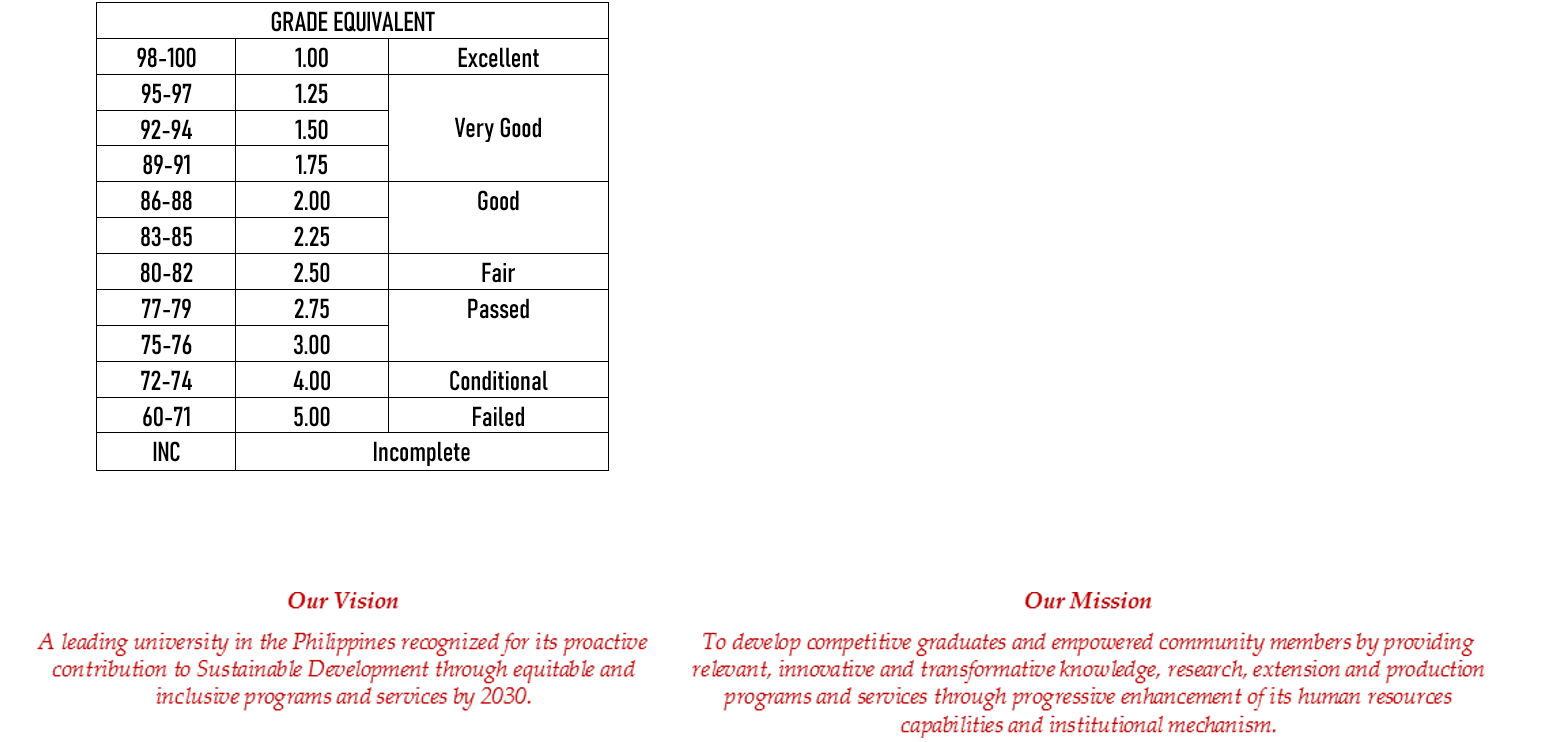 GRADE EQUIVALENT
98-100 1.00 Excellent
95-97 1.25
92-94 1.50 Very Good
89-91 1.75
86-88 2.00 Good
83-85 2.25
80-82 2.50 Fair
77-79 2.75 Passed
75-76 3.00
72-74 4.00 Conditional
60-71 5.00 Failed
INC Incomplete
Our Vision
A leading university in the Philippines recognized for its proactive
contribution to Sustainable Development through equitable and
inclusive programs and services by 2030.
Our Mission
To develop competitive graduates and empowered community members by providing
relevant, innovative and transformative knowledge, research, extension and production
programs and services through progressive enhancement of its human resources
capabilities and institutional mechanism.